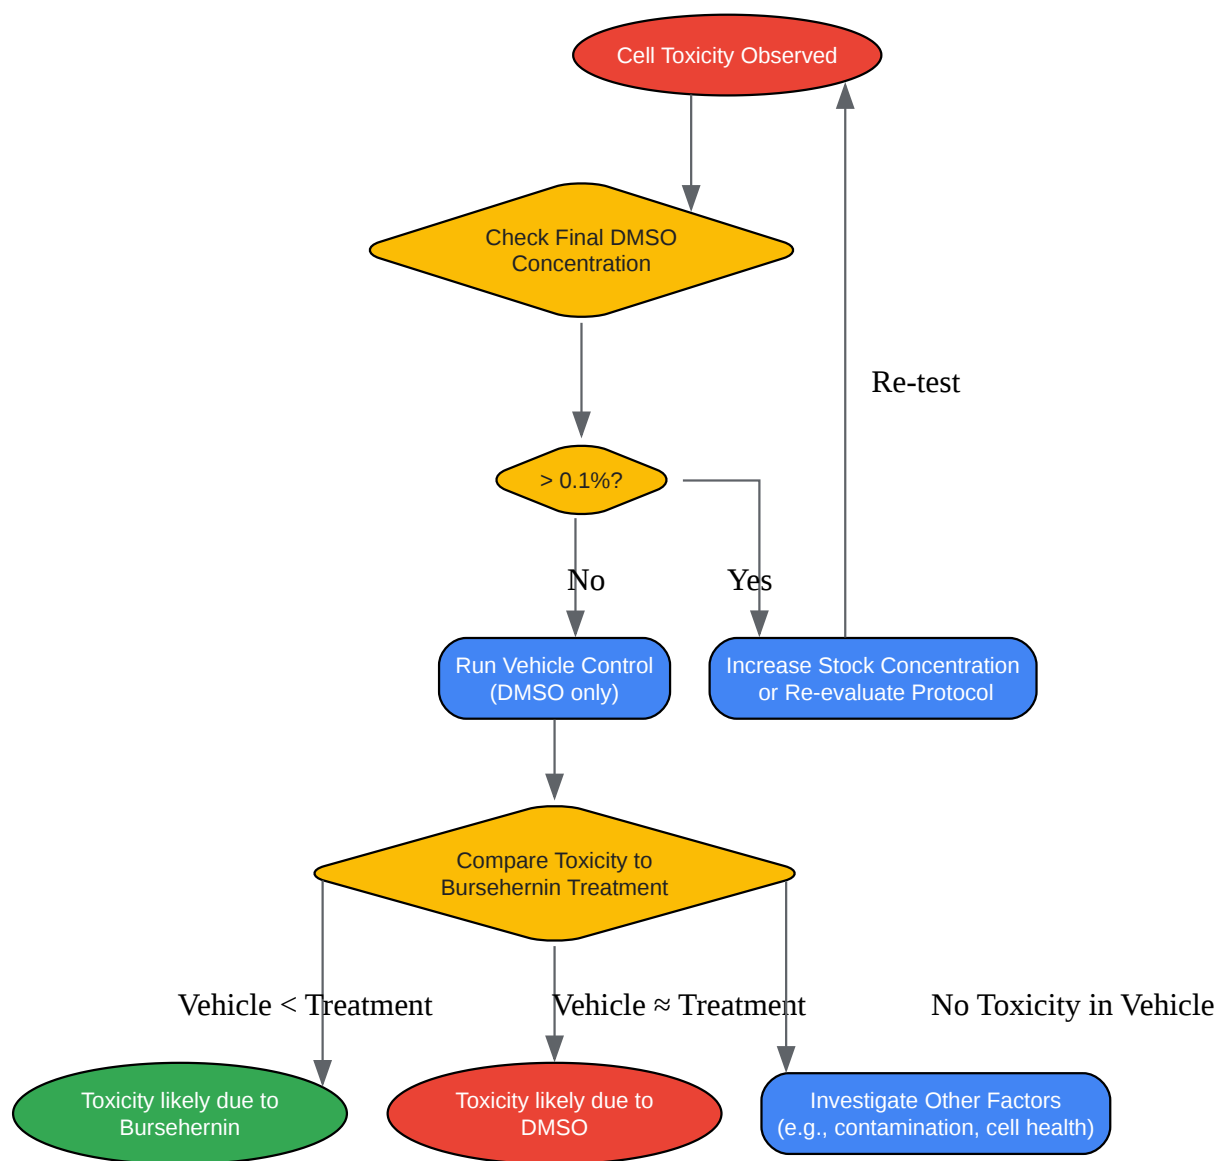 Cell Toxicity Observed
Check Final DMSO
Concentration
Re-test
> 0.1%?
No
Yes
Run Vehicle Control
(DMSO only)
Increase Stock Concentration
or Re-evaluate Protocol
Compare Toxicity to
Bursehernin Treatment
Vehicle < Treatment
Vehicle ≈ Treatment
No Toxicity in Vehicle
Toxicity likely due to
Bursehernin
Toxicity likely due to
DMSO
Investigate Other Factors
(e.g., contamination, cell health)